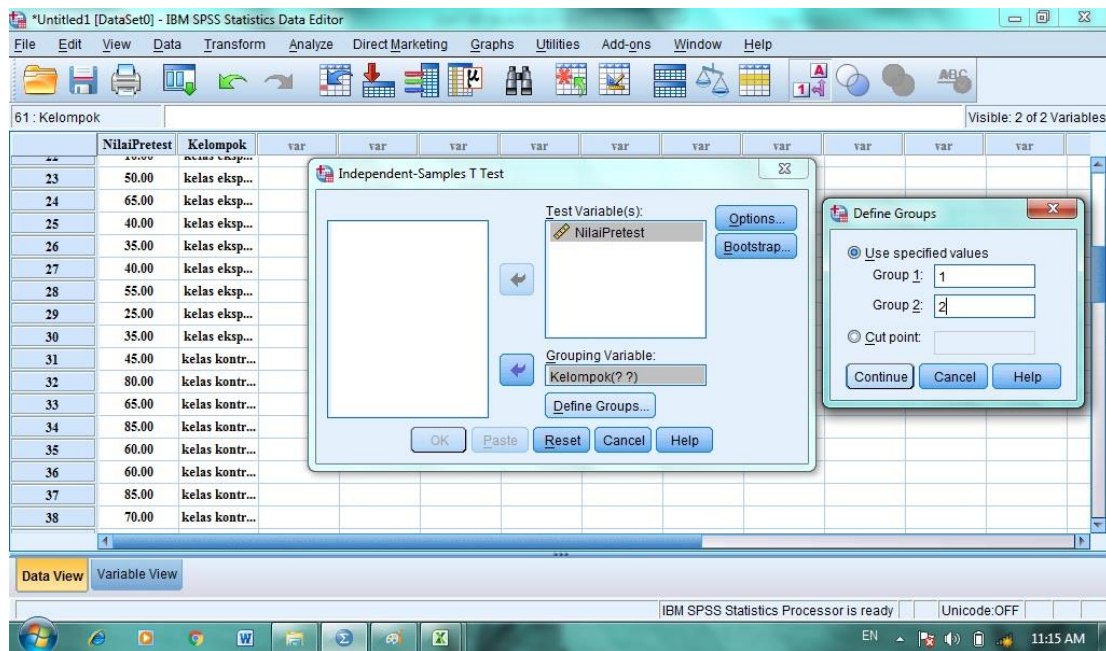 *Untitled1 [DataSet0] - IBM SPSS Statistics Data Editor
File Edit View Data Transform Analyze Direct Marketing Graphs Utilities Add-ons Window Help
61 : Kelompok
Visible: 2 of 2 Variables
NilaiPretest Kelompok var var var var var var var var var var
23 50.00 kelas eksp...
24 65.00 kelas eksp...
25 40.00 kelas eksp...
26 35.00 kelas eksp...
27 40.00 kelas eksp...
28 55.00 kelas eksp...
29 25.00 kelas eksp...
30 35.00 kelas eksp...
31 45.00 kelas kontr...
32 80.00 kelas kontr...
33 65.00 kelas kontr...
34 85.00 kelas kontr...
35 60.00 kelas kontr...
36 60.00 kelas kontr...
37 85.00 kelas kontr...
38 70.00 kelas kontr...
Independent-Samples T Test
Test Variable(s):
NilaiPretest
Options...
Bootstrap...
Grouping Variable:
Kelompok(? ?)
Define Groups...
OK Paste Reset Cancel Help
Define Groups
Use specified values
Group 1: 1
Group 2: 2
Cut point:
Continue Cancel Help
Data View Variable View
IBM SPSS Statistics Processor is ready Unicode:OFF
EN 11:15 AM